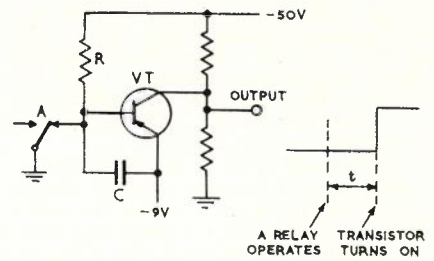 -50V
R
VT
A
OUTPUT
C
-9V
t
A RELAY OPERATES
TRANSISTOR TURNS ON